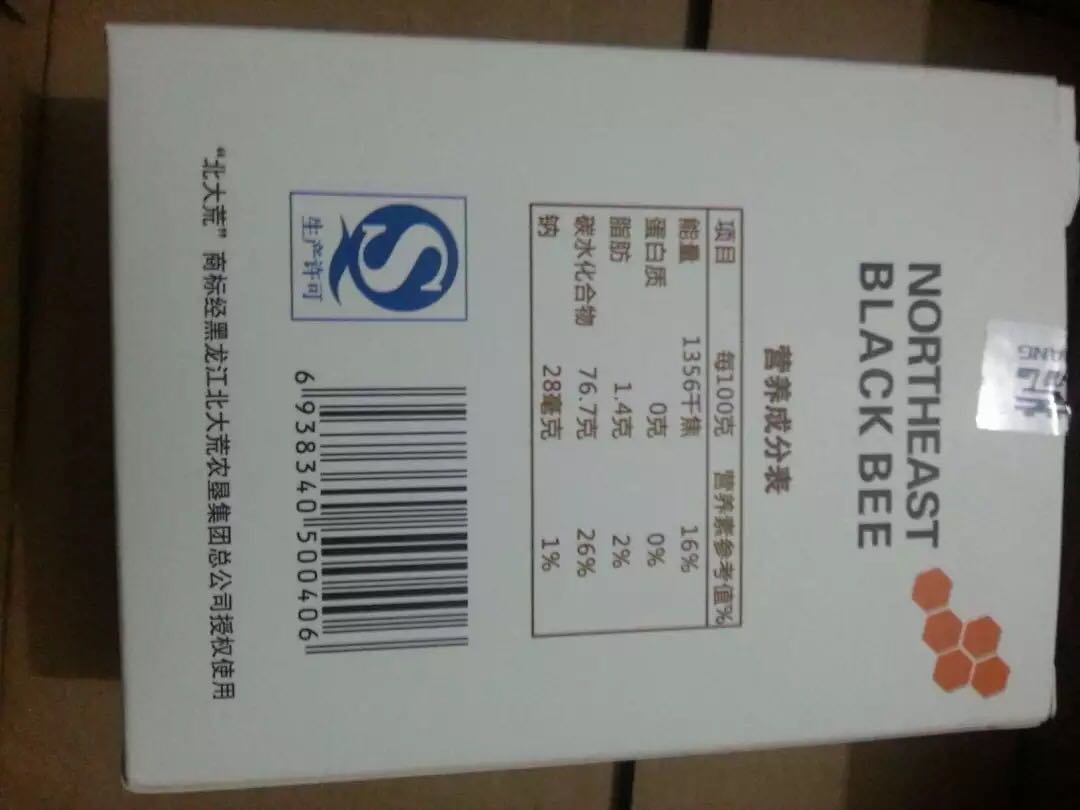 NORTHEAST
BLACK BEE
营养成分表
项目 每100克 营养素参考值%
能量 1356千焦 16%
蛋白质 0克 0%
脂肪 1.4克 2%
碳水化合物 76.7克 26%
钠 28毫克 1%
生产许可
6 938340 500406
“北大荒”商标经黑龙江北大荒农垦集团总公司授权使用